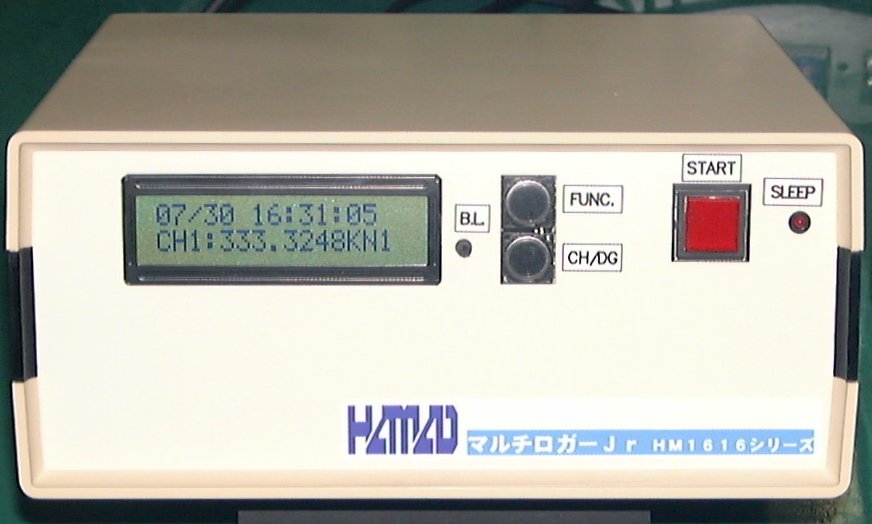 07/30 16:31:05
CH1:333.3248KN1
B.L.
FUNC.
CH/DG
START
SLEEP
HAMAD
マルチロガーJr HM1616シリーズ